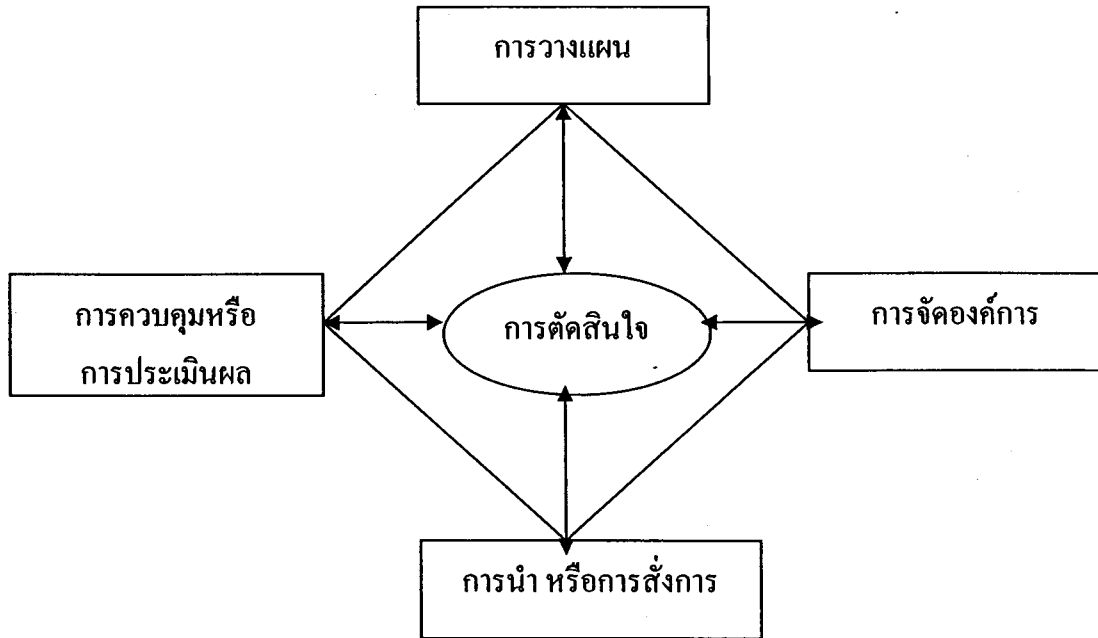 การวางแผน
การควบคุมหรือ
การประเมินผล
การตัดสินใจ
การจัดองค์การ
การนำ หรือการสั่งการ